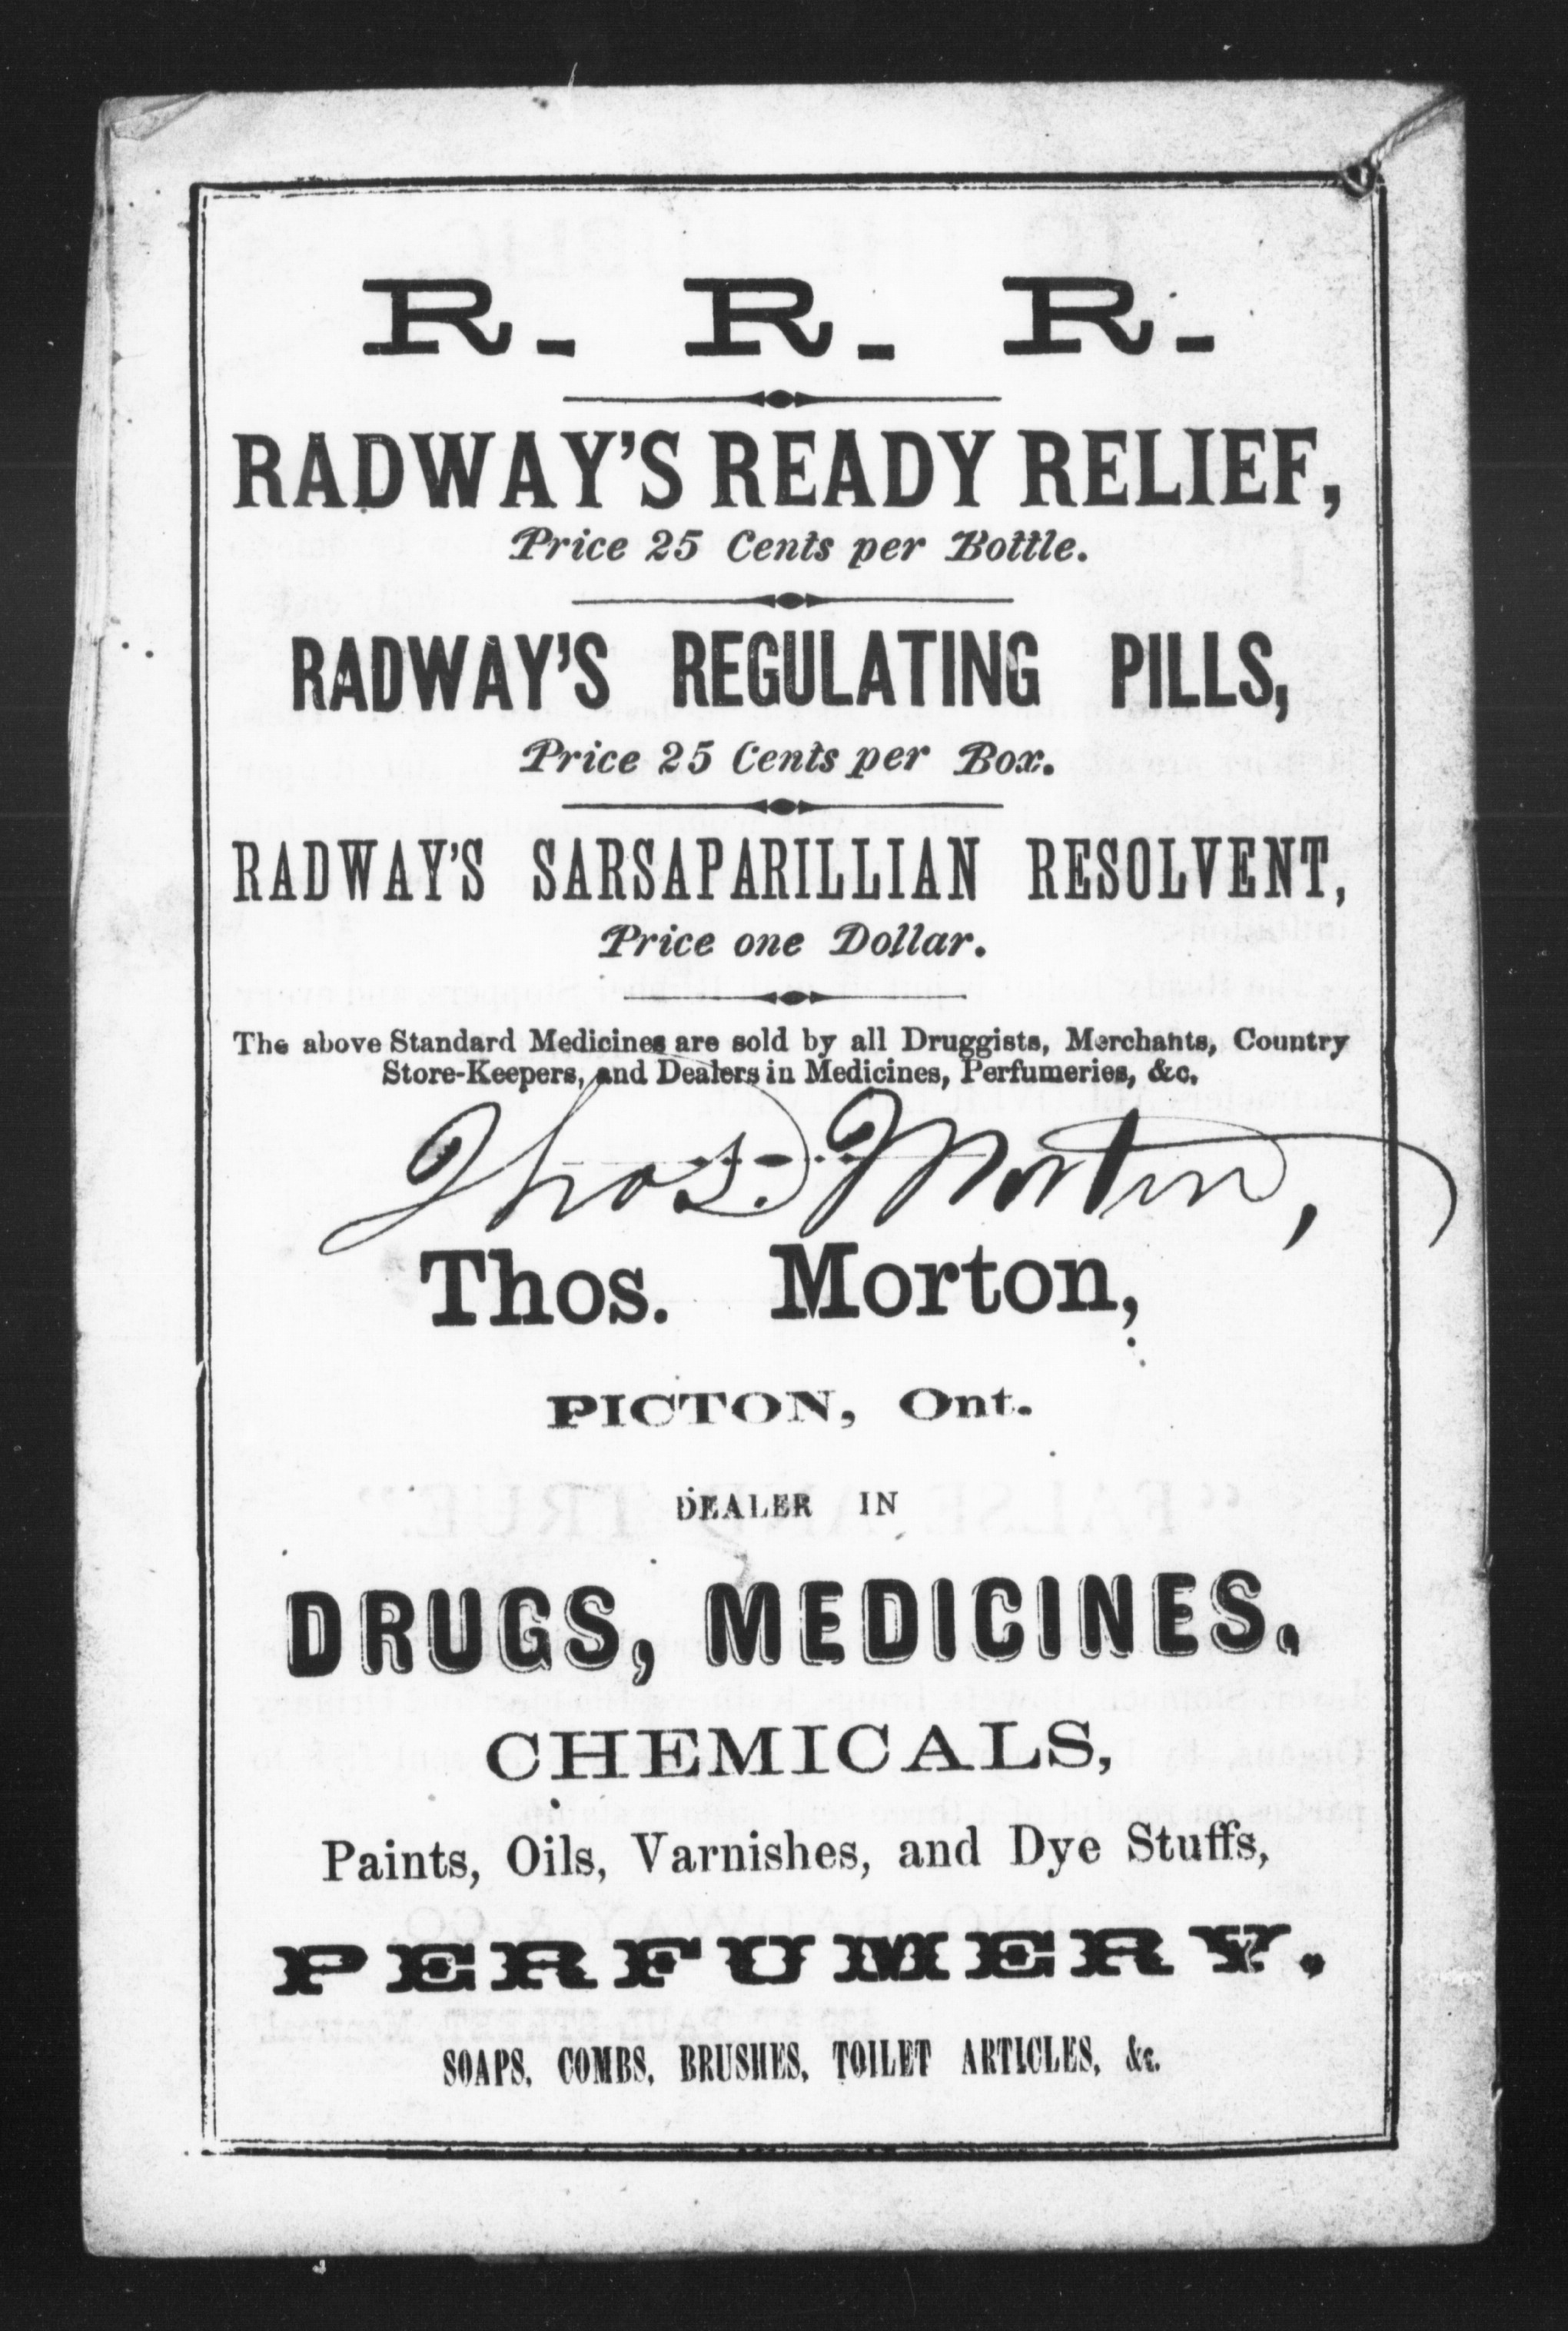 R. R. R.
RADWAY'S READY RELIEF,
Price 25 Cents per Bottle.
RADWAY'S REGULATING PILLS,
Price 25 Cents per Box.
RADWAY'S SARSAPARILLIAN RESOLVENT,
Price one Dollar.
The above Standard Medicines are sold by all Druggists, Merchants, Country
Store-Keepers, and Dealers in Medicines, Perfumeries, &c.
Thos. Morton,
Thos. Morton,
PICTON, Ont.
DEALER IN
DRUGS, MEDICINES,
CHEMICALS,
Paints, Oils, Varnishes, and Dye Stuffs,
PERFUMERY.
SOAPS, COMBS, BRUSHES, TOILET ARTICLES, &c.